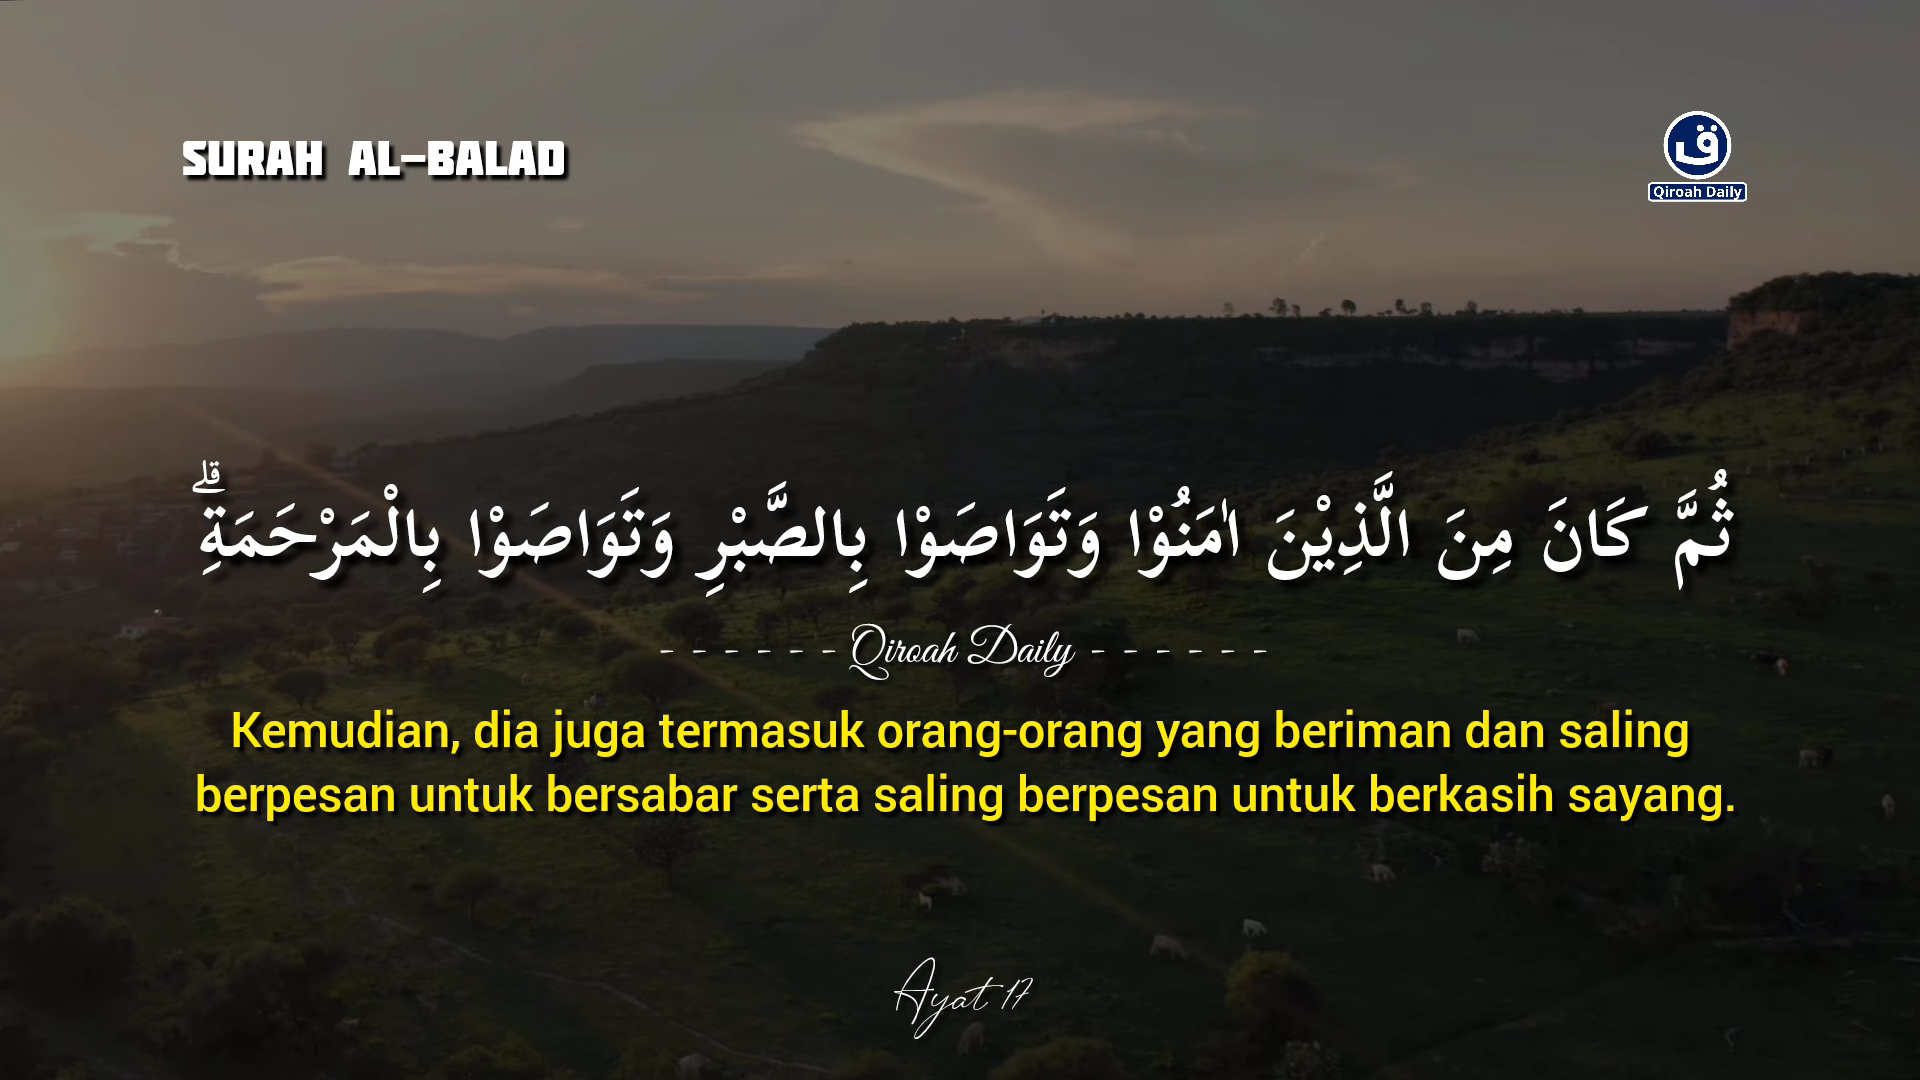 SURAH AL-BALAD
ق
Qiroah Daily
ثُمَّ كَانَ مِنَ الَّذِيْنَ اٰمَنُوْا وَتَوَاصَوْا بِالصَّبْرِ وَتَوَاصَوْا بِالْمَرْحَمَةِۗ
- - - - - - Qiroah Daily - - - - - -
Kemudian, dia juga termasuk orang-orang yang beriman dan saling
berpesan untuk bersabar serta saling berpesan untuk berkasih sayang.
Ayat 17